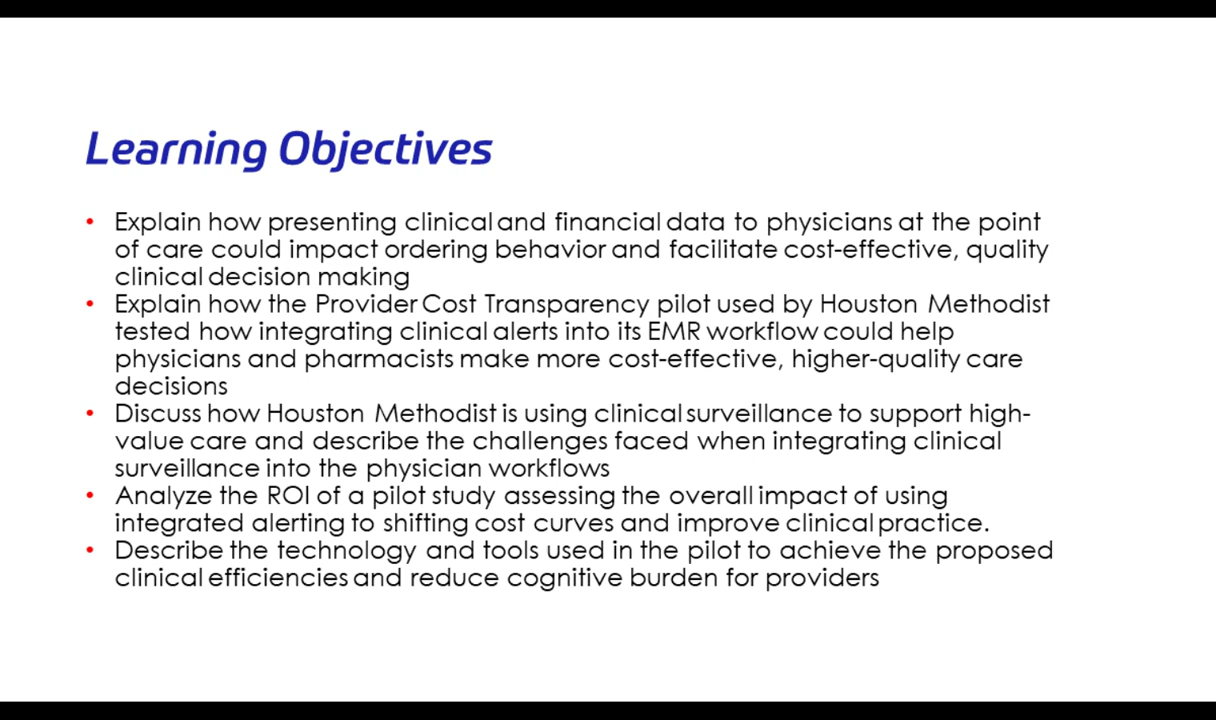 Learning Objectives
• Explain how presenting clinical and financial data to physicians at the point
of care could impact ordering behavior and facilitate cost-effective, quality
clinical decision making
• Explain how the Provider Cost Transparency pilot used by Houston Methodist
tested how integrating clinical alerts into its EMR workflow could help
physicians and pharmacists make more cost-effective, higher-quality care
decisions
• Discuss how Houston Methodist is using clinical surveillance to support high-
value care and describe the challenges faced when integrating clinical
surveillance into the physician workflows
• Analyze the ROI of a pilot study assessing the overall impact of using
integrated alerting to shifting cost curves and improve clinical practice.
• Describe the technology and tools used in the pilot to achieve the proposed
clinical efficiencies and reduce cognitive burden for providers